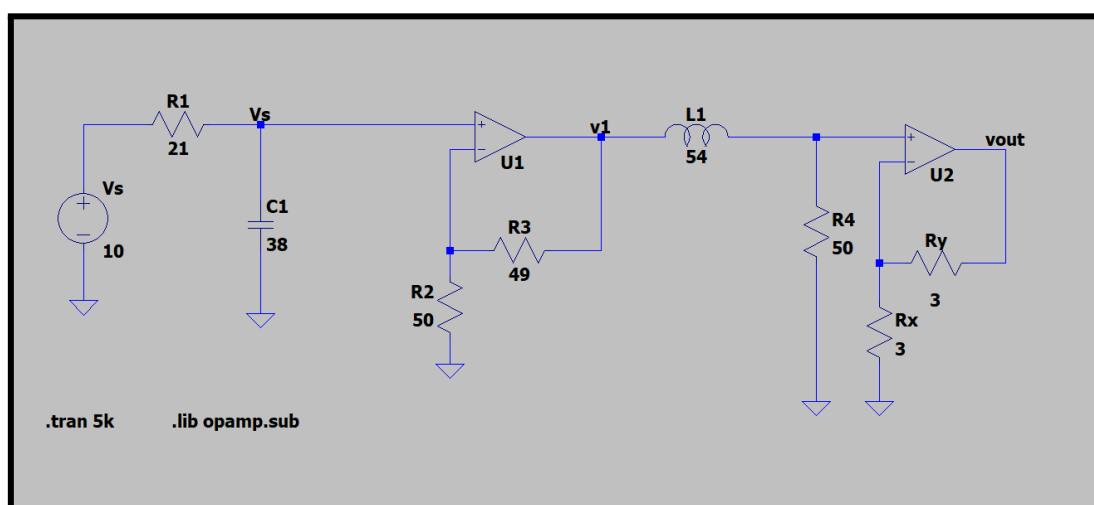 R1
21
Vs
Vs
10
C1
38
+
−
U1
R3
49
R2
50
v1
L1
54
R4
50
+
−
U2
vout
Ry
3
Rx
3
.tran 5k
.lib opamp.sub